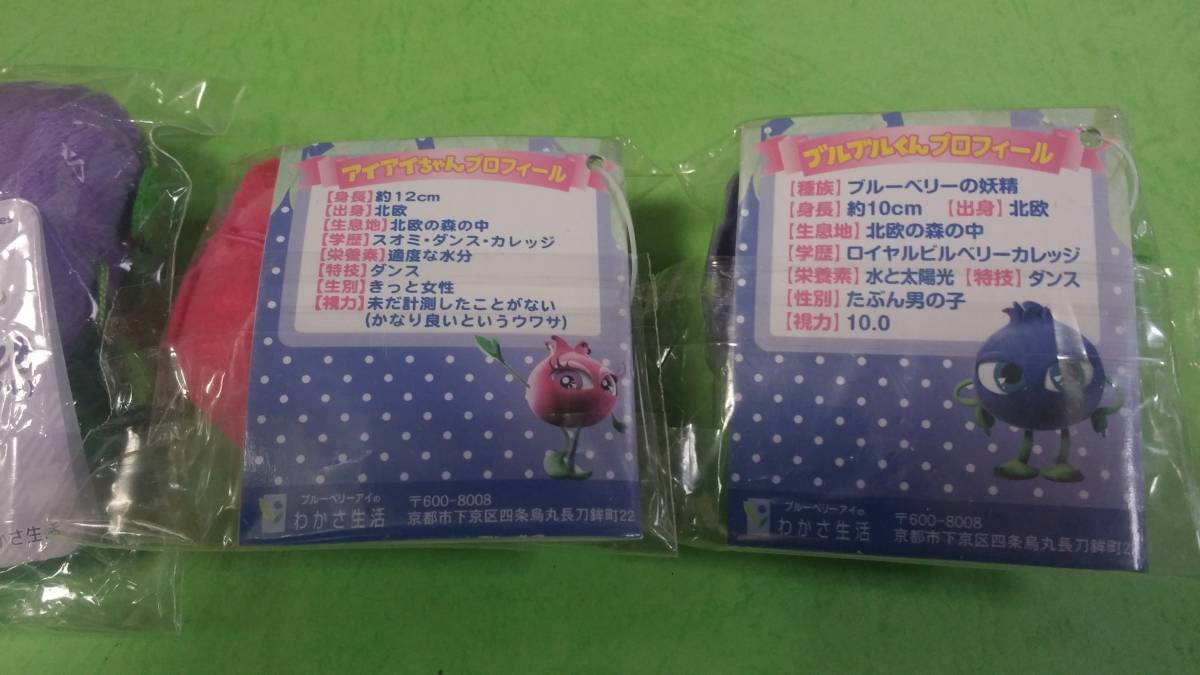 かさ生活
アイアイちゃんプロフィール
【身長】約12cm
【出身】北欧
【生息地】北欧の森の中
【学歴】スオミ・ダンス・カレッジ
【栄養素】適度な水分
【特技】ダンス
【生別】きっと女性
【視力】未だ計測したことがない
(かなり良いというウワサ)
ブルーベリーアイの
わかさ生活
〒600-8008
京都市下京区四条烏丸長刀鉾町22
ブルブルくんプロフィール
【種族】ブルーベリーの妖精
【身長】約10cm 【出身】北欧
【生息地】北欧の森の中
【学歴】ロイヤルビルベリーカレッジ
【栄養素】水と太陽光 【特技】ダンス
【性別】たぶん男の子
【視力】10.0
ブルーベリーアイの
わかさ生活
〒600-8008
京都市下京区四条烏丸長刀鉾町2